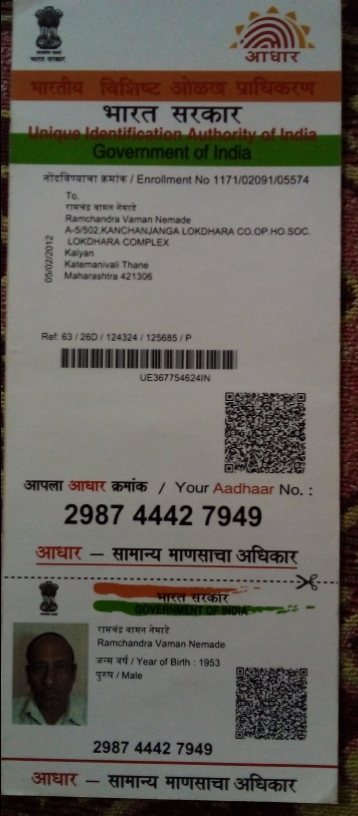 भारत सरकार
आधार
भारतीय विशिष्ट ओळख प्राधिकरण
भारत सरकार
Unique Identification Authority of India
Government of India
नोंदविण्याचा क्रमांक / Enrollment No 1171/02091/05574
To,
रामचंद्र वामन नेमाडे
Ramchandra Vaman Nemade
A-5/502,KANCHANJANGA LOKDHARA CO.OP.HO.SOC.
LOKDHARA COMPLEX
Kalyan
Katemanivali Thane
Maharashtra 421306
05/02/2012
Ref: 63 / 26D / 124324 / 125685 / P
UE367754624IN
आपला आधार क्रमांक / Your Aadhaar No. :
2987 4442 7949
आधार – सामान्य माणसाचा अधिकार
भारत सरकार
GOVERNMENT OF INDIA
रामचंद्र वामन नेमाडे
Ramchandra Vaman Nemade
जन्म वर्ष / Year of Birth : 1953
पुरुष / Male
2987 4442 7949
आधार – सामान्य माणसाचा अधिकार